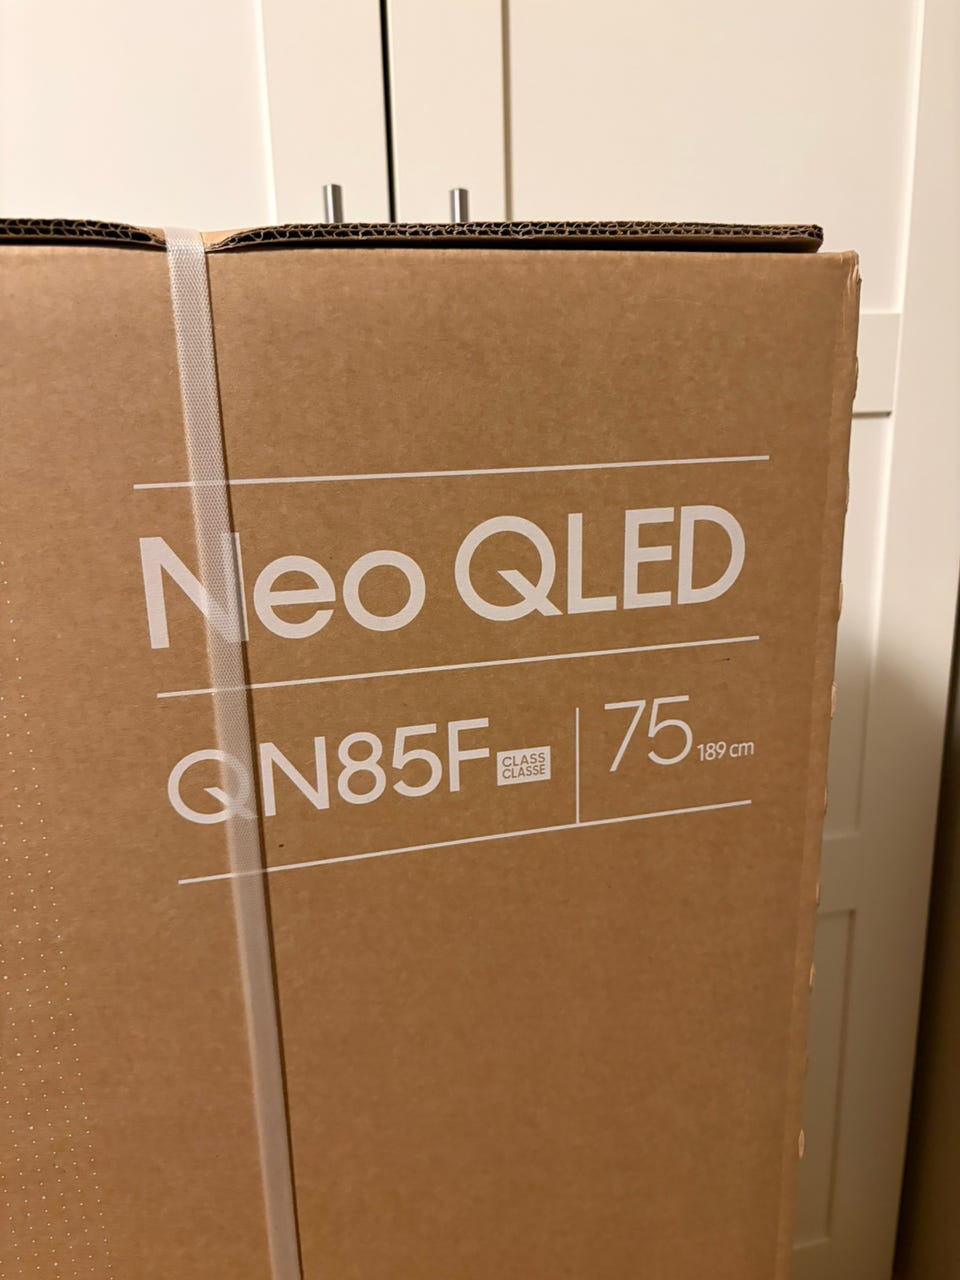 Neo QLED
QN85F CLASS 75 189 cm
CLASSE